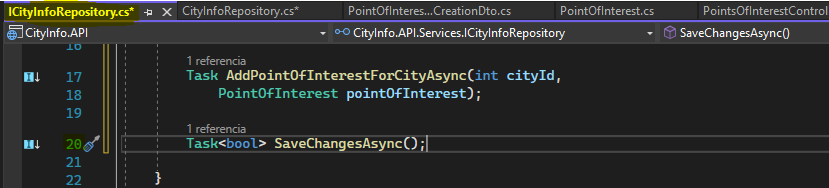 ICityInfoRepository.cs* CityInfoRepository.cs* PointOfInteres...CreationDto.cs PointOfInterest.cs PointsOfInterestControl
CityInfo.API CityInfo.API.Services.ICityInfoRepository SaveChangesAsync()
16
1 referencia
17 Task AddPointOfInterestForCityAsync(int cityId,
18 PointOfInterest pointOfInterest);
19
1 referencia
20 Task<bool> SaveChangesAsync();
21
22 }